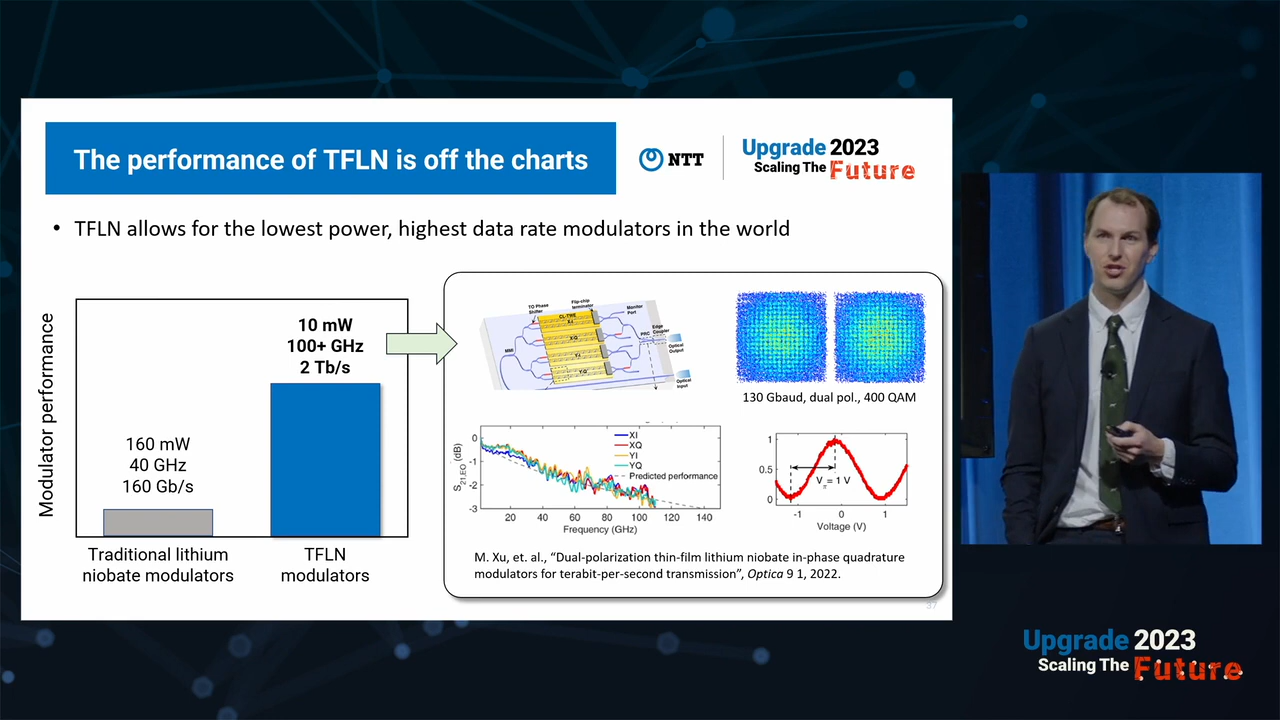 The performance of TFLN is off the charts
NTT
Upgrade 2023
Scaling The Future
• TFLN allows for the lowest power, highest data rate modulators in the world
Modulator performance
160 mW
40 GHz
160 Gb/s
10 mW
100+ GHz
2 Tb/s
Traditional lithium
niobate modulators
TFLN
modulators
TO Phase
Shifter
Flip-chip
terminator
Monitor
Port
CL-TWE
X-I
X-Q
Y-I
Y-Q
MMI
PRC
Edge
Coupler
Optical
Output
Optical
Input
130 Gbaud, dual pol., 400 QAM
S21,EO (dB)
0
-1
-2
-3
XI
XQ
YI
YQ
Predicted performance
20 40 60 80 100 120 140
Frequency (GHz)
1
0.5
0
Vπ = 1 V
-1 0 1
Voltage (V)
M. Xu, et. al., “Dual-polarization thin-film lithium niobate in-phase quadrature
modulators for terabit-per-second transmission”, Optica 9 1, 2022.
37
Upgrade 2023
Scaling The Future